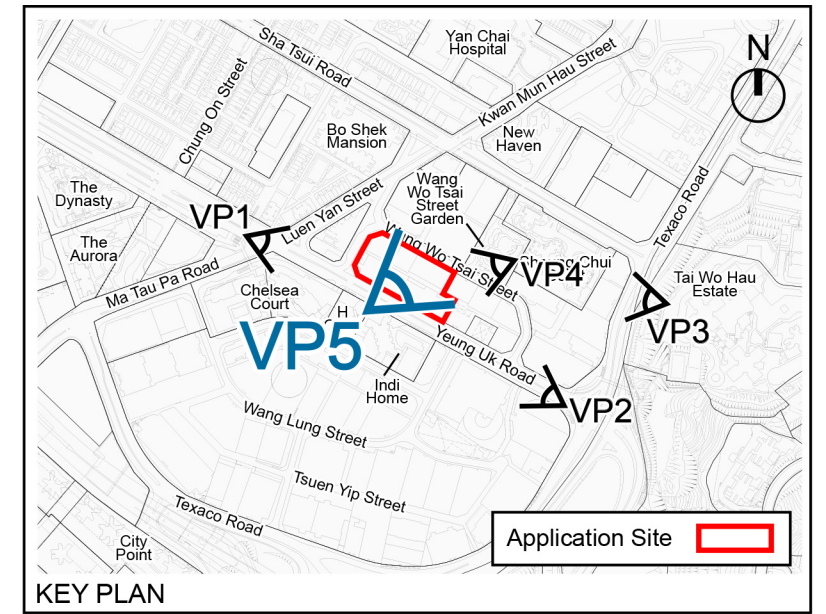 Sha Tsui Road
Yan Chai
Hospital
N
Kwan Mun Hau Street
Chung On Street
Bo Shek
Mansion
New
Haven
The
Dynasty
Wang
Wo Tsai
Street
Garden
Texaco Road
VP1
Luen Yan Street
The
Aurora
Wang Wo Tsai Street
Chui
VP4
Ma Tau Pa Road
Chelsea
Court
Tai Wo Hau
Estate
H
VP5
VP3
Yeung Uk Road
Indi
Home
VP2
Wang Lung Street
Tsuen Yip Street
Texaco Road
City
Point
Application Site
KEY PLAN